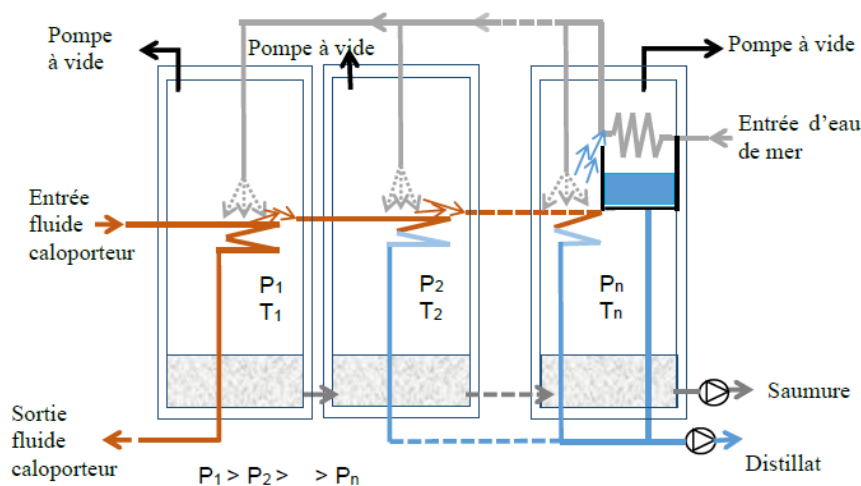 Pompe
à vide
Pompe à vide
Pompe à vide
Entrée d'eau
de mer
Entrée
fluide
caloporteur
P1
T1
P2
T2
Pn
Tn
Saumure
Sortie
fluide
caloporteur
Distillat
P1 > P2 > > Pn